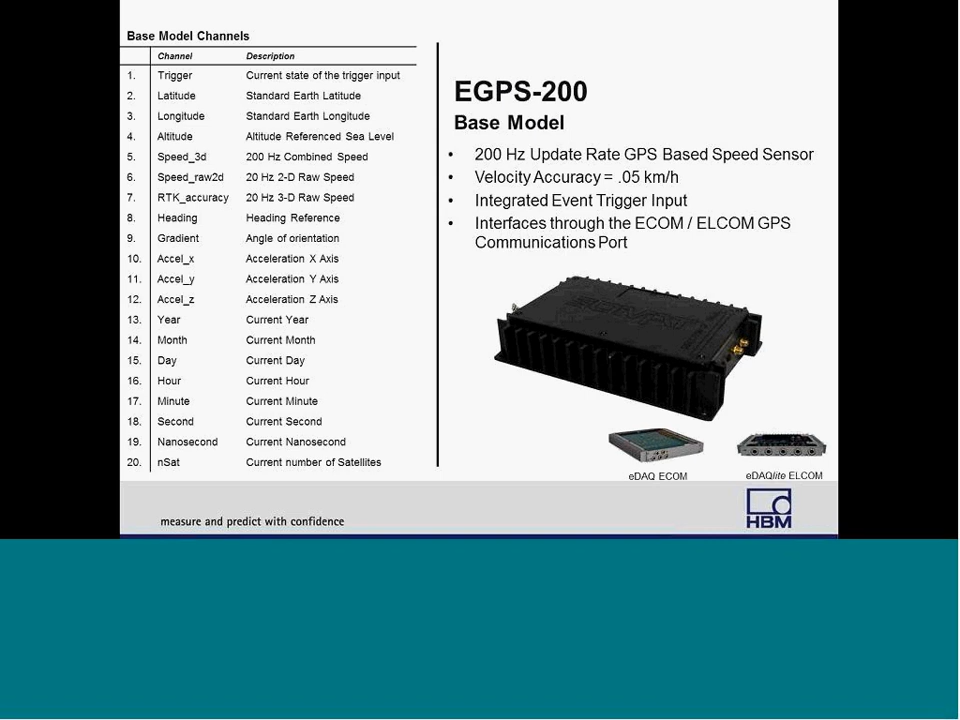 Base Model Channels
Channel Description
1. Trigger Current state of the trigger input
2. Latitude Standard Earth Latitude
3. Longitude Standard Earth Longitude
4. Altitude Altitude Referenced Sea Level
5. Speed_3d 200 Hz Combined Speed
6. Speed_raw2d 20 Hz 2-D Raw Speed
7. RTK_accuracy 20 Hz 3-D Raw Speed
8. Heading Heading Reference
9. Gradient Angle of orientation
10. Accel_x Acceleration X Axis
11. Accel_y Acceleration Y Axis
12. Accel_z Acceleration Z Axis
13. Year Current Year
14. Month Current Month
15. Day Current Day
16. Hour Current Hour
17. Minute Current Minute
18. Second Current Second
19. Nanosecond Current Nanosecond
20. nSat Current number of Satellites
EGPS-200
Base Model
• 200 Hz Update Rate GPS Based Speed Sensor
• Velocity Accuracy = .05 km/h
• Integrated Event Trigger Input
• Interfaces through the ECOM / ELCOM GPS
Communications Port
eDAQ ECOM
eDAQlite ELCOM
measure and predict with confidence
HBM